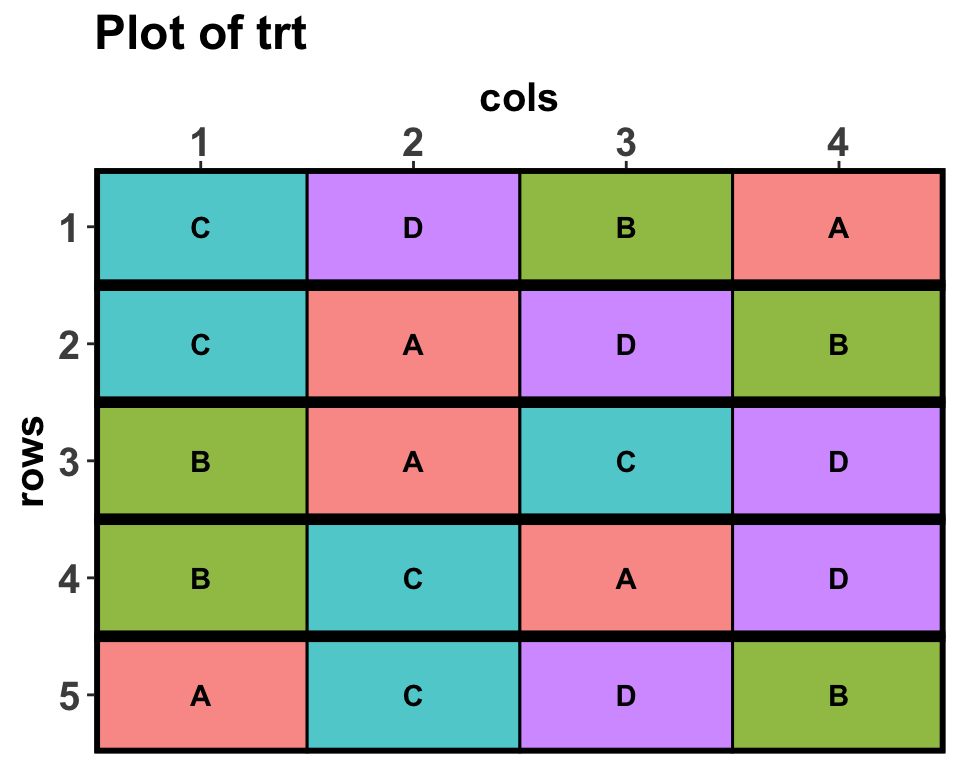 Plot of trt
cols
1 2 3 4
1 C D B A
2 C A D B
rows
3 B A C D
4 B C A D
5 A C D B